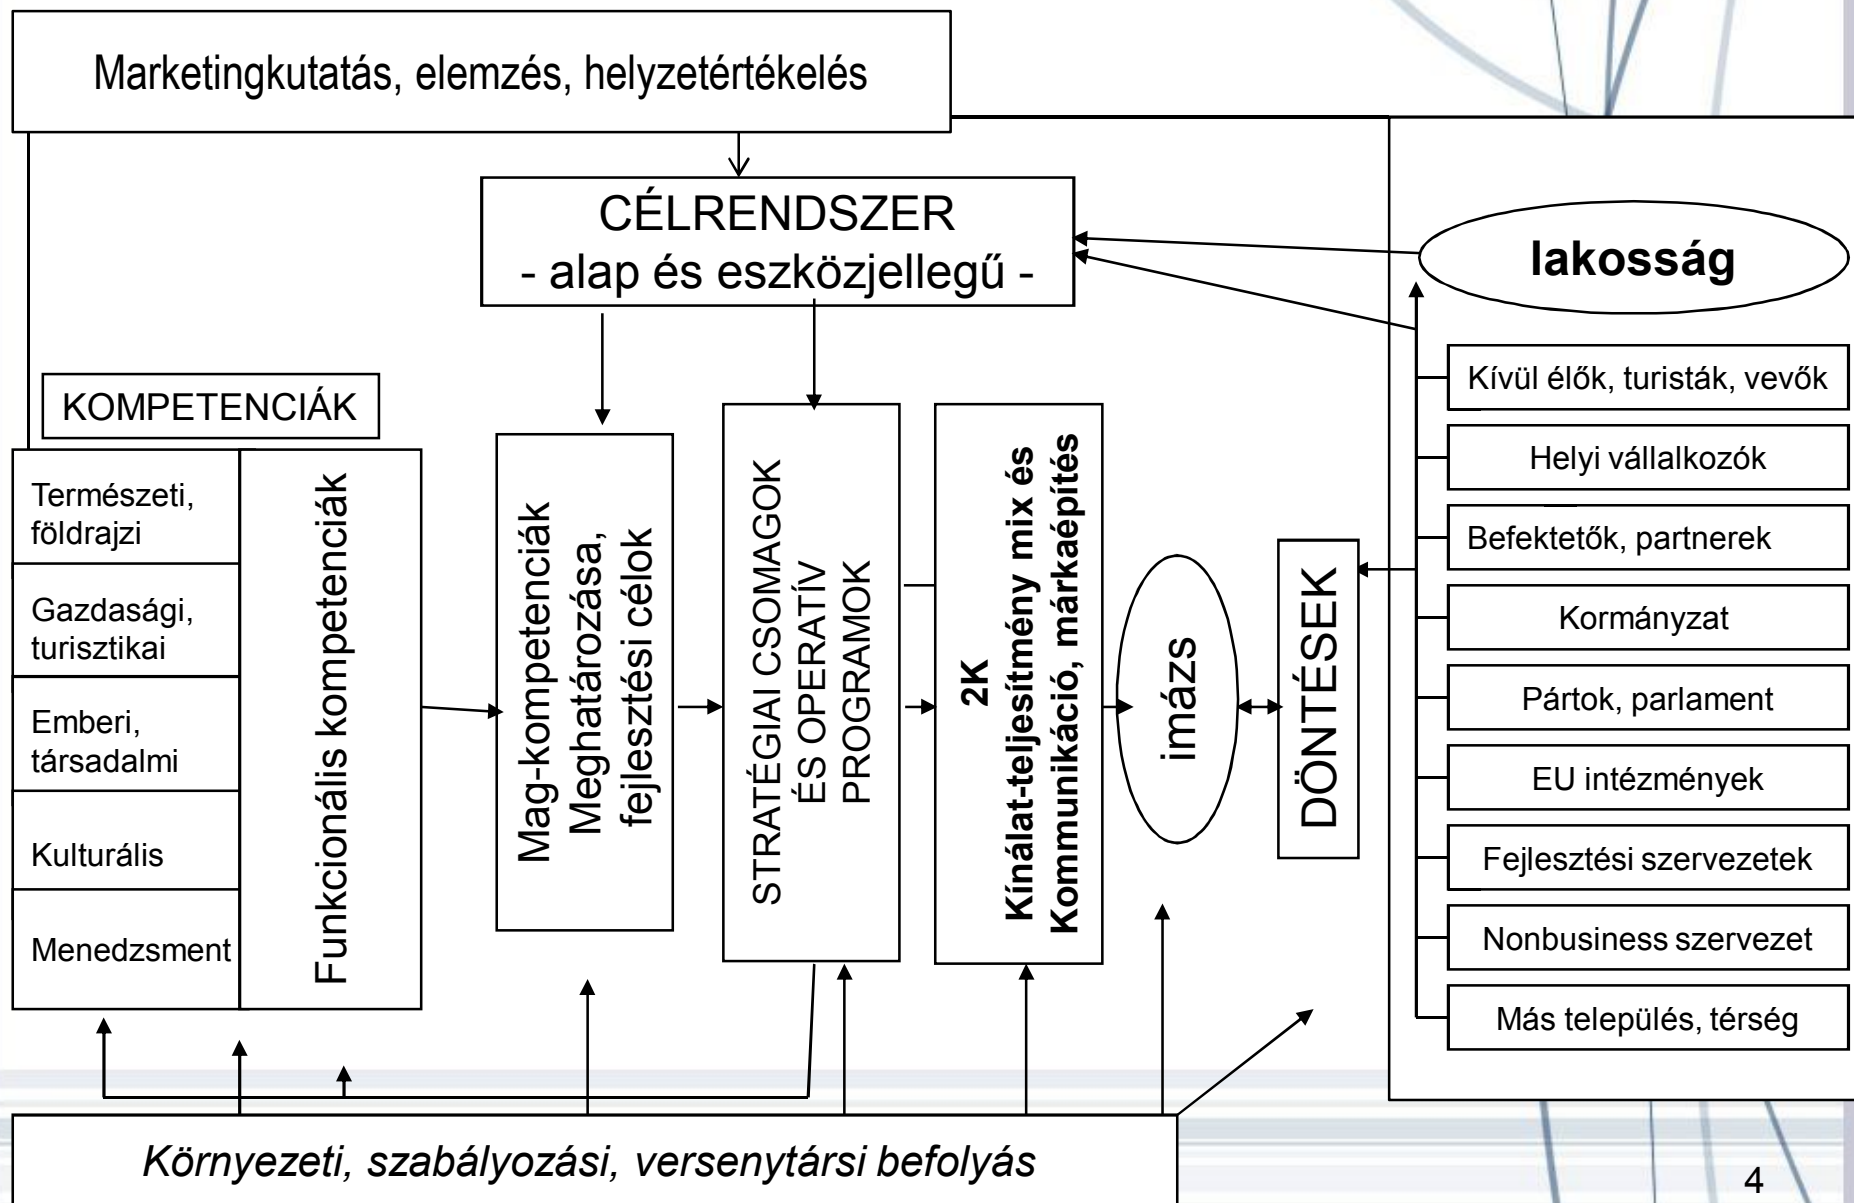 Marketingkutatás, elemzés, helyzetértékelés
CÉLRENDSZER
- alap és eszközjellegű -
KOMPETENCIÁK
Természeti,
földrajzi
Gazdasági,
turisztikai
Emberi,
társadalmi
Kulturális
Menedzsment
Funkcionális kompetenciák
Mag-kompetenciák
Meghatározása,
fejlesztési célok
STRATÉGIAI CSOMAGOK
ÉS OPERATÍV
PROGRAMOK
2K
Kínálat-teljesítmény mix és
Kommunikáció, márkaépítés
imázs
DÖNTÉSEK
lakosság
Kívül élők, turisták, vevők
Helyi vállalkozók
Befektetők, partnerek
Kormányzat
Pártok, parlament
EU intézmények
Fejlesztési szervezetek
Nonbusiness szervezet
Más település, térség
Környezeti, szabályozási, versenytársi befolyás
4